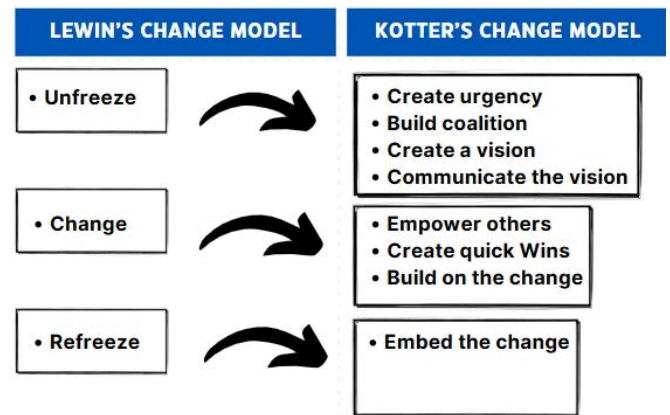 LEWIN'S CHANGE MODEL
KOTTER'S CHANGE MODEL
• Unfreeze
• Create urgency
• Build coalition
• Create a vision
• Communicate the vision
• Change
• Empower others
• Create quick Wins
• Build on the change
• Refreeze
• Embed the change